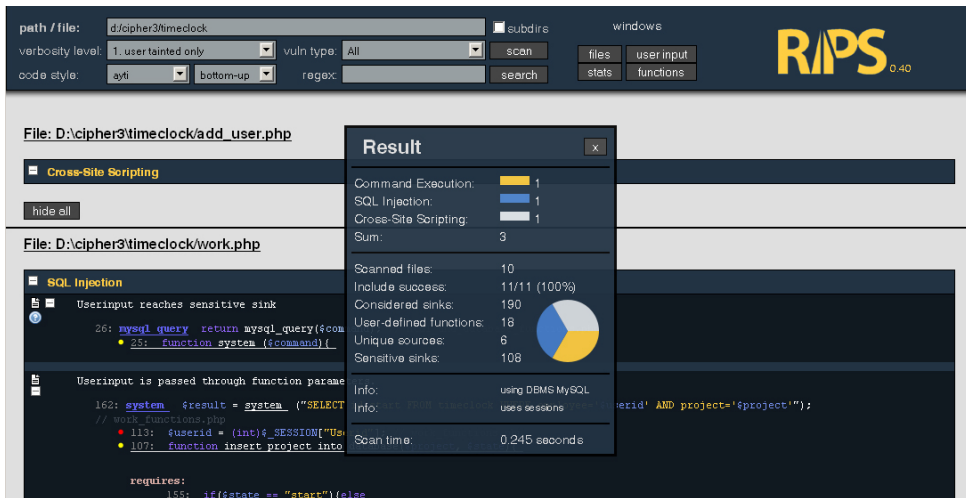 path / file: d:/cipher3/timeclock subdirs windows
verbosity level: 1. user tainted only vuln type: All scan files user input
code style: ayti bottom-up regex: search stats functions
RIPS 0.40
File: D:\cipher3\timeclock/add_user.php
Cross-Site Scripting
hide all
File: D:\cipher3\timeclock/work.php
SQL Injection
Userinput reaches sensitive sink
26: mysql_query return mysql_query($com
25: function system ($command){
Userinput is passed through function parame
162: system $result = system ("SELECT userid' AND project='$project'");
// work_functions.php
113: $userid = (int)$_SESSION["Us
107: function insert_project_into
requires:
155: if($state == "start"){else
Result x
Command Execution: 1
SQL Injection: 1
Cross-Site Scripting: 1
Sum: 3
Scanned files: 10
Include success: 11/11 (100%)
Considered sinks: 190
User-defined functions: 18
Unique sources: 6
Sensitive sinks: 108
Info: using DBMS MySQL
Info: uses sessions
Scan time: 0.245 seconds